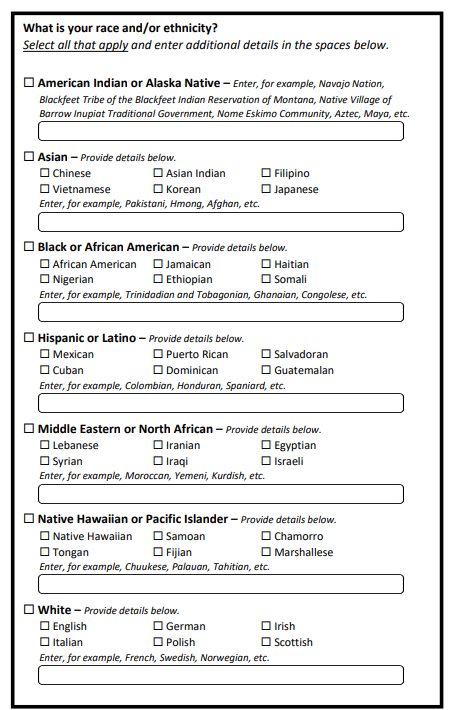 What is your race and/or ethnicity?
Select all that apply and enter additional details in the spaces below.
American Indian or Alaska Native – Enter, for example, Navajo Nation,
Blackfeet Tribe of the Blackfeet Indian Reservation of Montana, Native Village of
Barrow Inupiat Traditional Government, Nome Eskimo Community, Aztec, Maya, etc.
Asian – Provide details below.
Chinese Asian Indian Filipino
Vietnamese Korean Japanese
Enter, for example, Pakistani, Hmong, Afghan, etc.
Black or African American – Provide details below.
African American Jamaican Haitian
Nigerian Ethiopian Somali
Enter, for example, Trinidadian and Tobagonian, Ghanaian, Congolese, etc.
Hispanic or Latino – Provide details below.
Mexican Puerto Rican Salvadoran
Cuban Dominican Guatemalan
Enter, for example, Colombian, Honduran, Spaniard, etc.
Middle Eastern or North African – Provide details below.
Lebanese Iranian Egyptian
Syrian Iraqi Israeli
Enter, for example, Moroccan, Yemeni, Kurdish, etc.
Native Hawaiian or Pacific Islander – Provide details below.
Native Hawaiian Samoan Chamorro
Tongan Fijian Marshallese
Enter, for example, Chuukese, Palauan, Tahitian, etc.
White – Provide details below.
English German Irish
Italian Polish Scottish
Enter, for example, French, Swedish, Norwegian, etc.